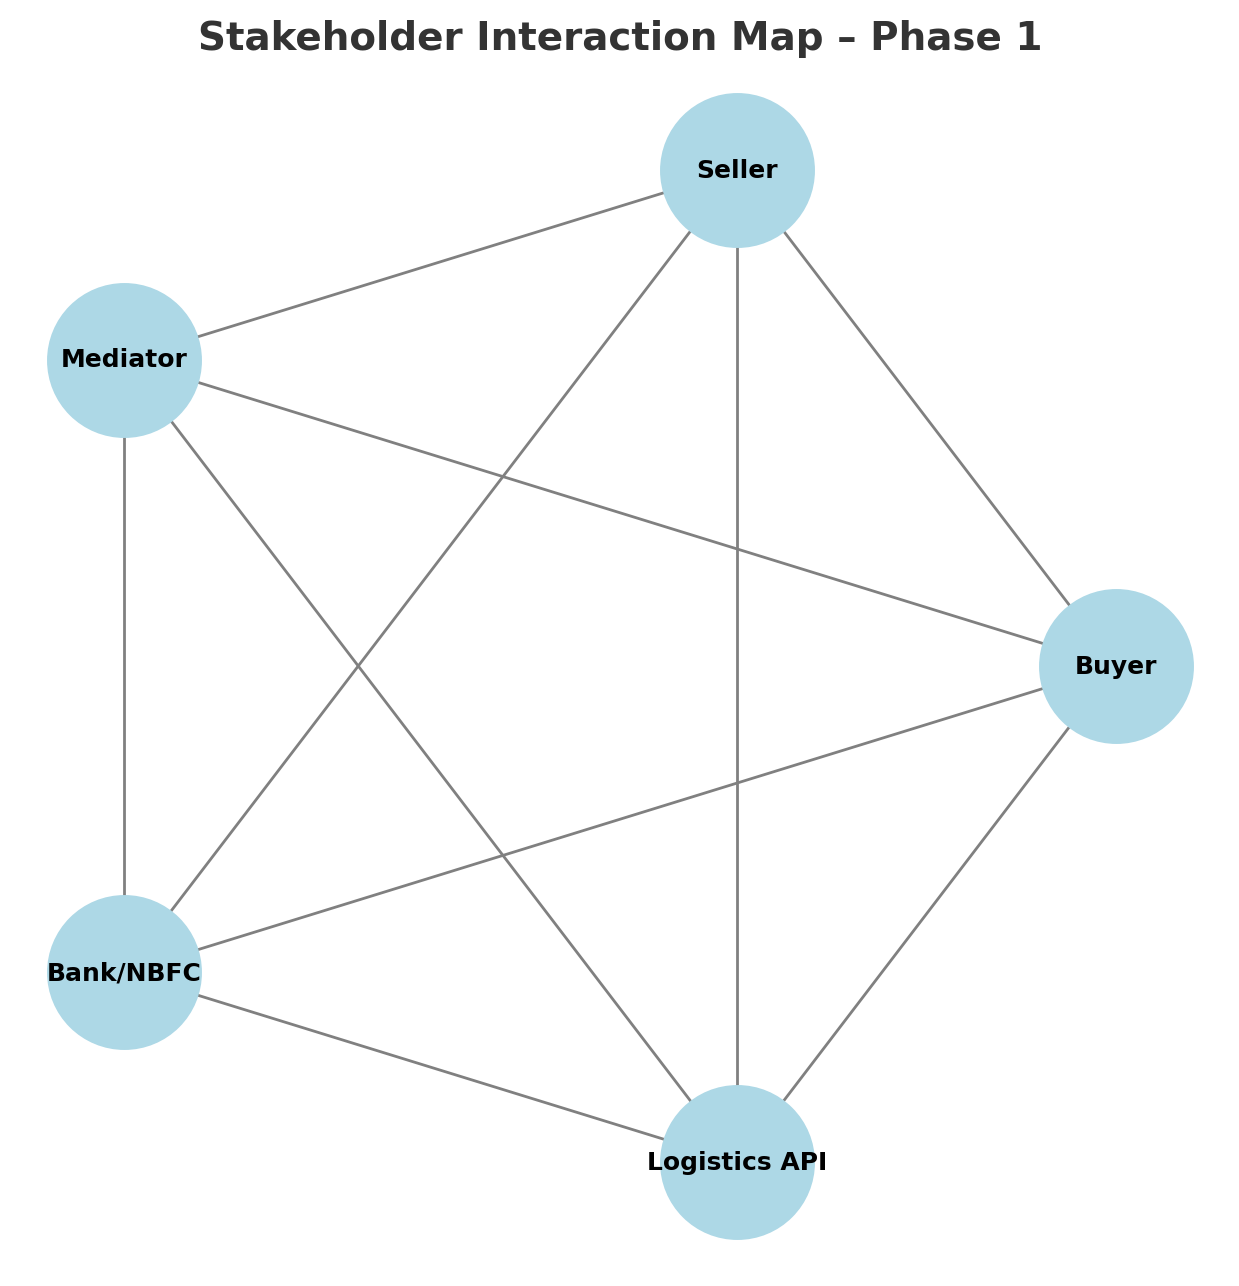 Stakeholder Interaction Map – Phase 1
Seller
Mediator
Buyer
Bank/NBFC
Logistics API